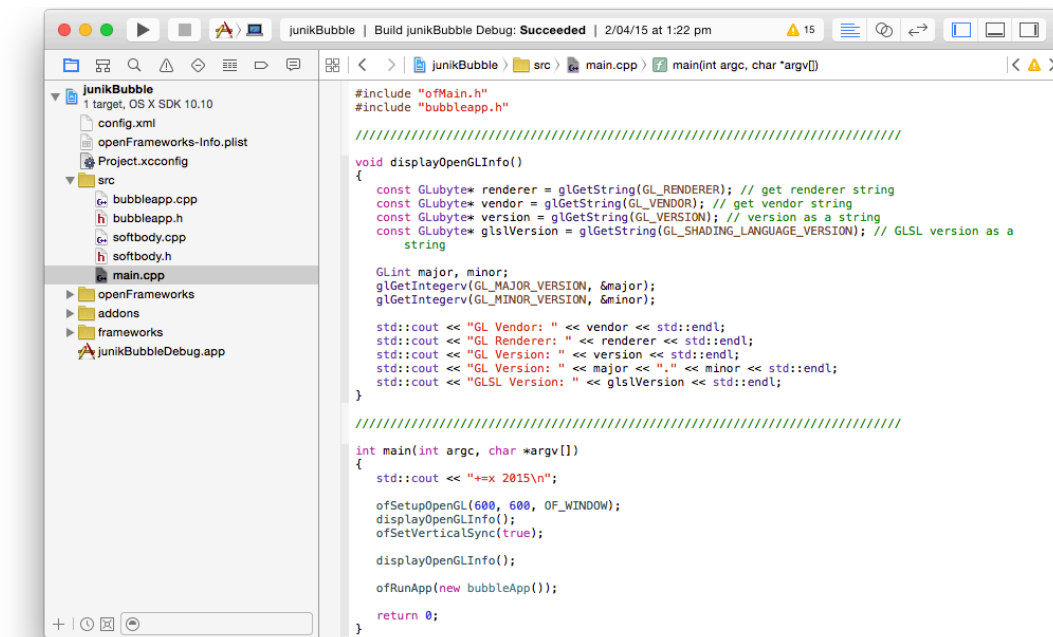 junikBubble | Build junikBubble Debug: Succeeded | 2/04/15 at 1:22 pm 15
junikBubble src main.cpp main(int argc, char *argv[])
junikBubble
1 target, OS X SDK 10.10
config.xml
openFrameworks-Info.plist
Project.xcconfig
src
bubbleapp.cpp
bubbleapp.h
softbody.cpp
softbody.h
main.cpp
openFrameworks
addons
frameworks
junikBubbleDebug.app
#include "ofMain.h"
#include "bubbleapp.h"
//////////////////////////////////////////////////////////////////////////////
void displayOpenGLInfo()
{
const GLubyte* renderer = glGetString(GL_RENDERER); // get renderer string
const GLubyte* vendor = glGetString(GL_VENDOR); // get vendor string
const GLubyte* version = glGetString(GL_VERSION); // version as a string
const GLubyte* glslVersion = glGetString(GL_SHADING_LANGUAGE_VERSION); // GLSL version as a
string
GLint major, minor;
glGetIntegerv(GL_MAJOR_VERSION, &major);
glGetIntegerv(GL_MINOR_VERSION, &minor);
std::cout << "GL Vendor: " << vendor << std::endl;
std::cout << "GL Renderer: " << renderer << std::endl;
std::cout << "GL Version: " << version << std::endl;
std::cout << "GL Version: " << major << "." << minor << std::endl;
std::cout << "GLSL Version: " << glslVersion << std::endl;
}
//////////////////////////////////////////////////////////////////////////////
int main(int argc, char *argv[])
{
std::cout << "+=x 2015\n";
ofSetupOpenGL(600, 600, OF_WINDOW);
displayOpenGLInfo();
ofSetVerticalSync(true);
displayOpenGLInfo();
ofRunApp(new bubbleApp());
return 0;
}